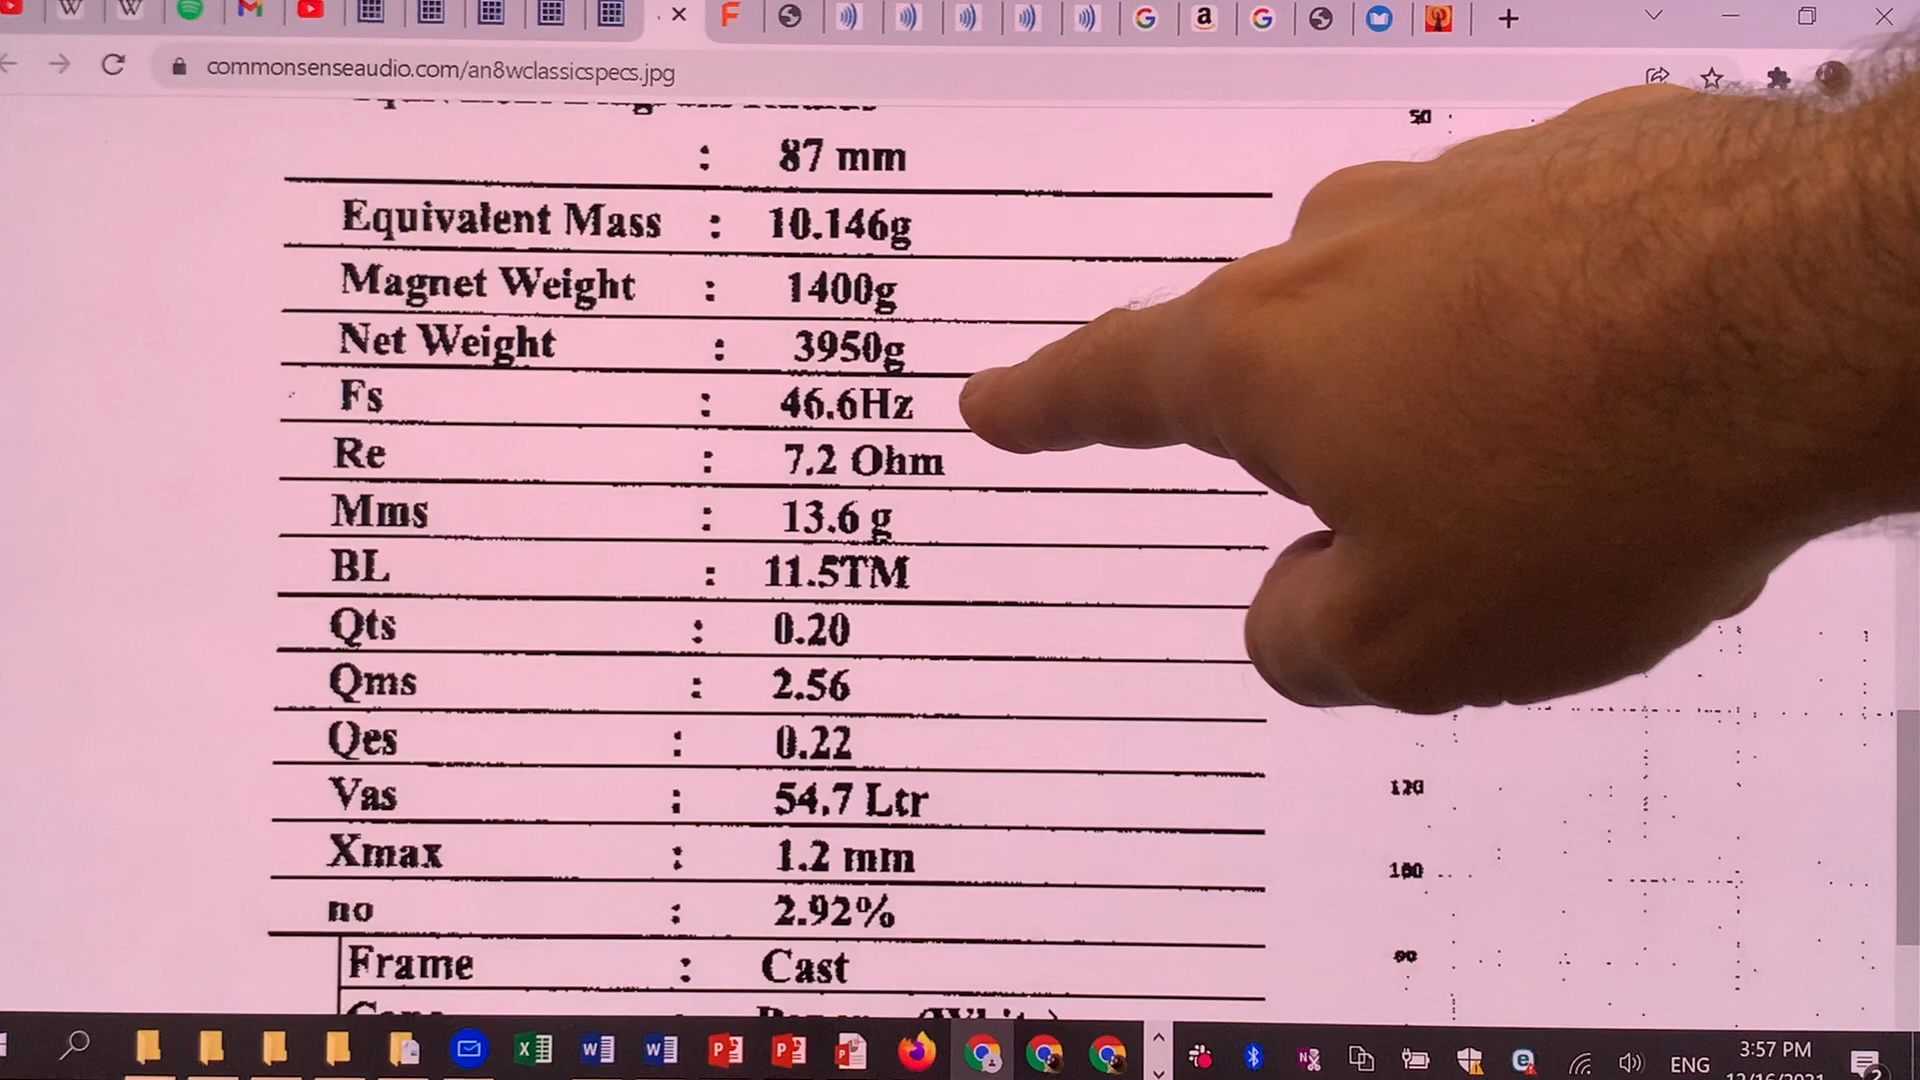 commonsenseaudio.com/an8wclassicspecs.jpg
50
: 87 mm
Equivalent Mass : 10.146g
Magnet Weight : 1400g
Net Weight : 3950g
Fs : 46.6Hz
Re : 7.2 Ohm
Mms : 13.6 g
BL : 11.5TM
Qts : 0.20
Qms : 2.56
Qes : 0.22
Vas : 54.7 Ltr
120
Xmax : 1.2 mm
100
no : 2.92%
90
Frame : Cast
ENG
3:57 PM